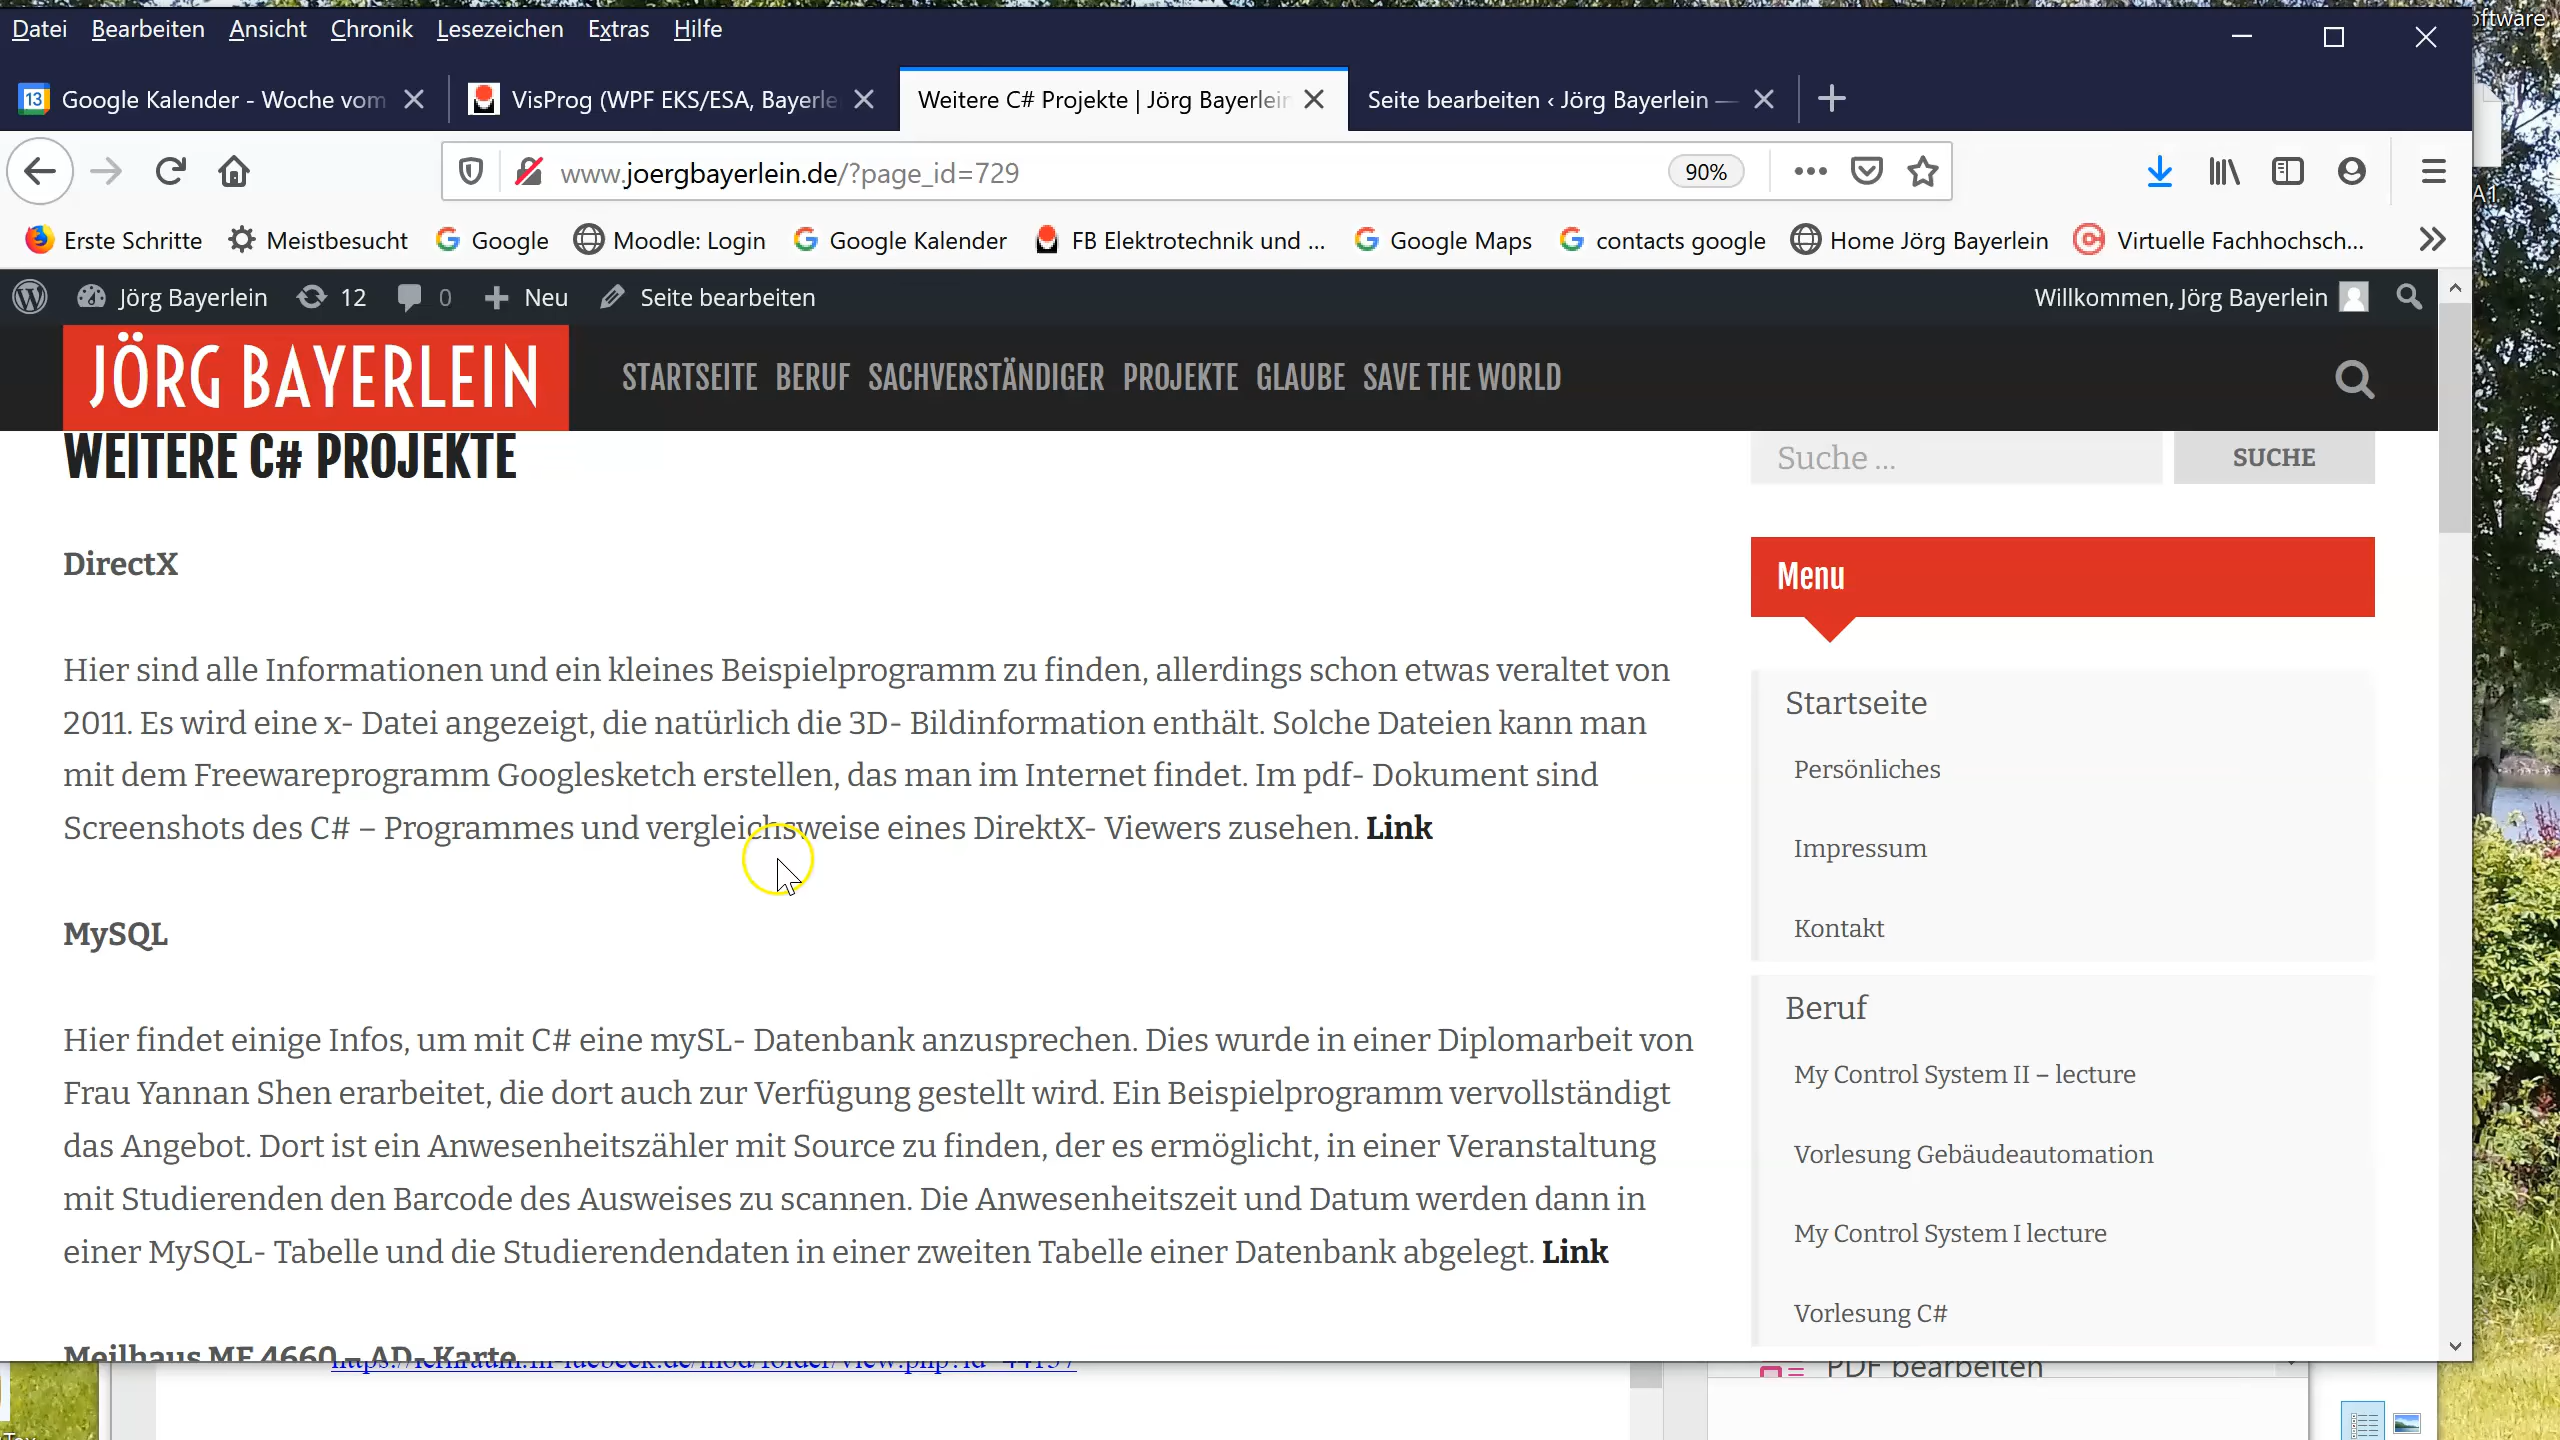 oftware,
Datei Bearbeiten Ansicht Chronik Lesezeichen Extras Hilfe
13 Google Kalender - Woche vom
VisProg (WPF EKS/ESA, Bayerle
Weitere C# Projekte | Jörg Bayerlein
Seite bearbeiten ‹ Jörg Bayerlein —
www.joergbayerlein.de/?page_id=729
90%
A1
Erste Schritte Meistbesucht Google Moodle: Login Google Kalender FB Elektrotechnik und ... Google Maps contacts google Home Jörg Bayerlein Virtuelle Fachhochsch...
Jörg Bayerlein 12 0 Neu Seite bearbeiten Willkommen, Jörg Bayerlein
JÖRG BAYERLEIN
STARTSEITE BERUF SACHVERSTÄNDIGER PROJEKTE GLAUBE SAVE THE WORLD
WEITERE C# PROJEKTE
DirectX
Hier sind alle Informationen und ein kleines Beispielprogramm zu finden, allerdings schon etwas veraltet von
2011. Es wird eine x- Datei angezeigt, die natürlich die 3D- Bildinformation enthält. Solche Dateien kann man
mit dem Freewareprogramm Googlesketch erstellen, das man im Internet findet. Im pdf- Dokument sind
Screenshots des C# – Programmes und vergleichsweise eines DirektX- Viewers zusehen. Link
MySQL
Hier findet einige Infos, um mit C# eine mySL- Datenbank anzusprechen. Dies wurde in einer Diplomarbeit von
Frau Yannan Shen erarbeitet, die dort auch zur Verfügung gestellt wird. Ein Beispielprogramm vervollständigt
das Angebot. Dort ist ein Anwesenheitszähler mit Source zu finden, der es ermöglicht, in einer Veranstaltung
mit Studierenden den Barcode des Ausweises zu scannen. Die Anwesenheitszeit und Datum werden dann in
einer MySQL- Tabelle und die Studierendendaten in einer zweiten Tabelle einer Datenbank abgelegt. Link
Meilhaus ME 4660 – AD- Karte
Suche ...
SUCHE
Menu
Startseite
Persönliches
Impressum
Kontakt
Beruf
My Control System II – lecture
Vorlesung Gebäudeautomation
My Control System I lecture
Vorlesung C#
PDF bearbeiten